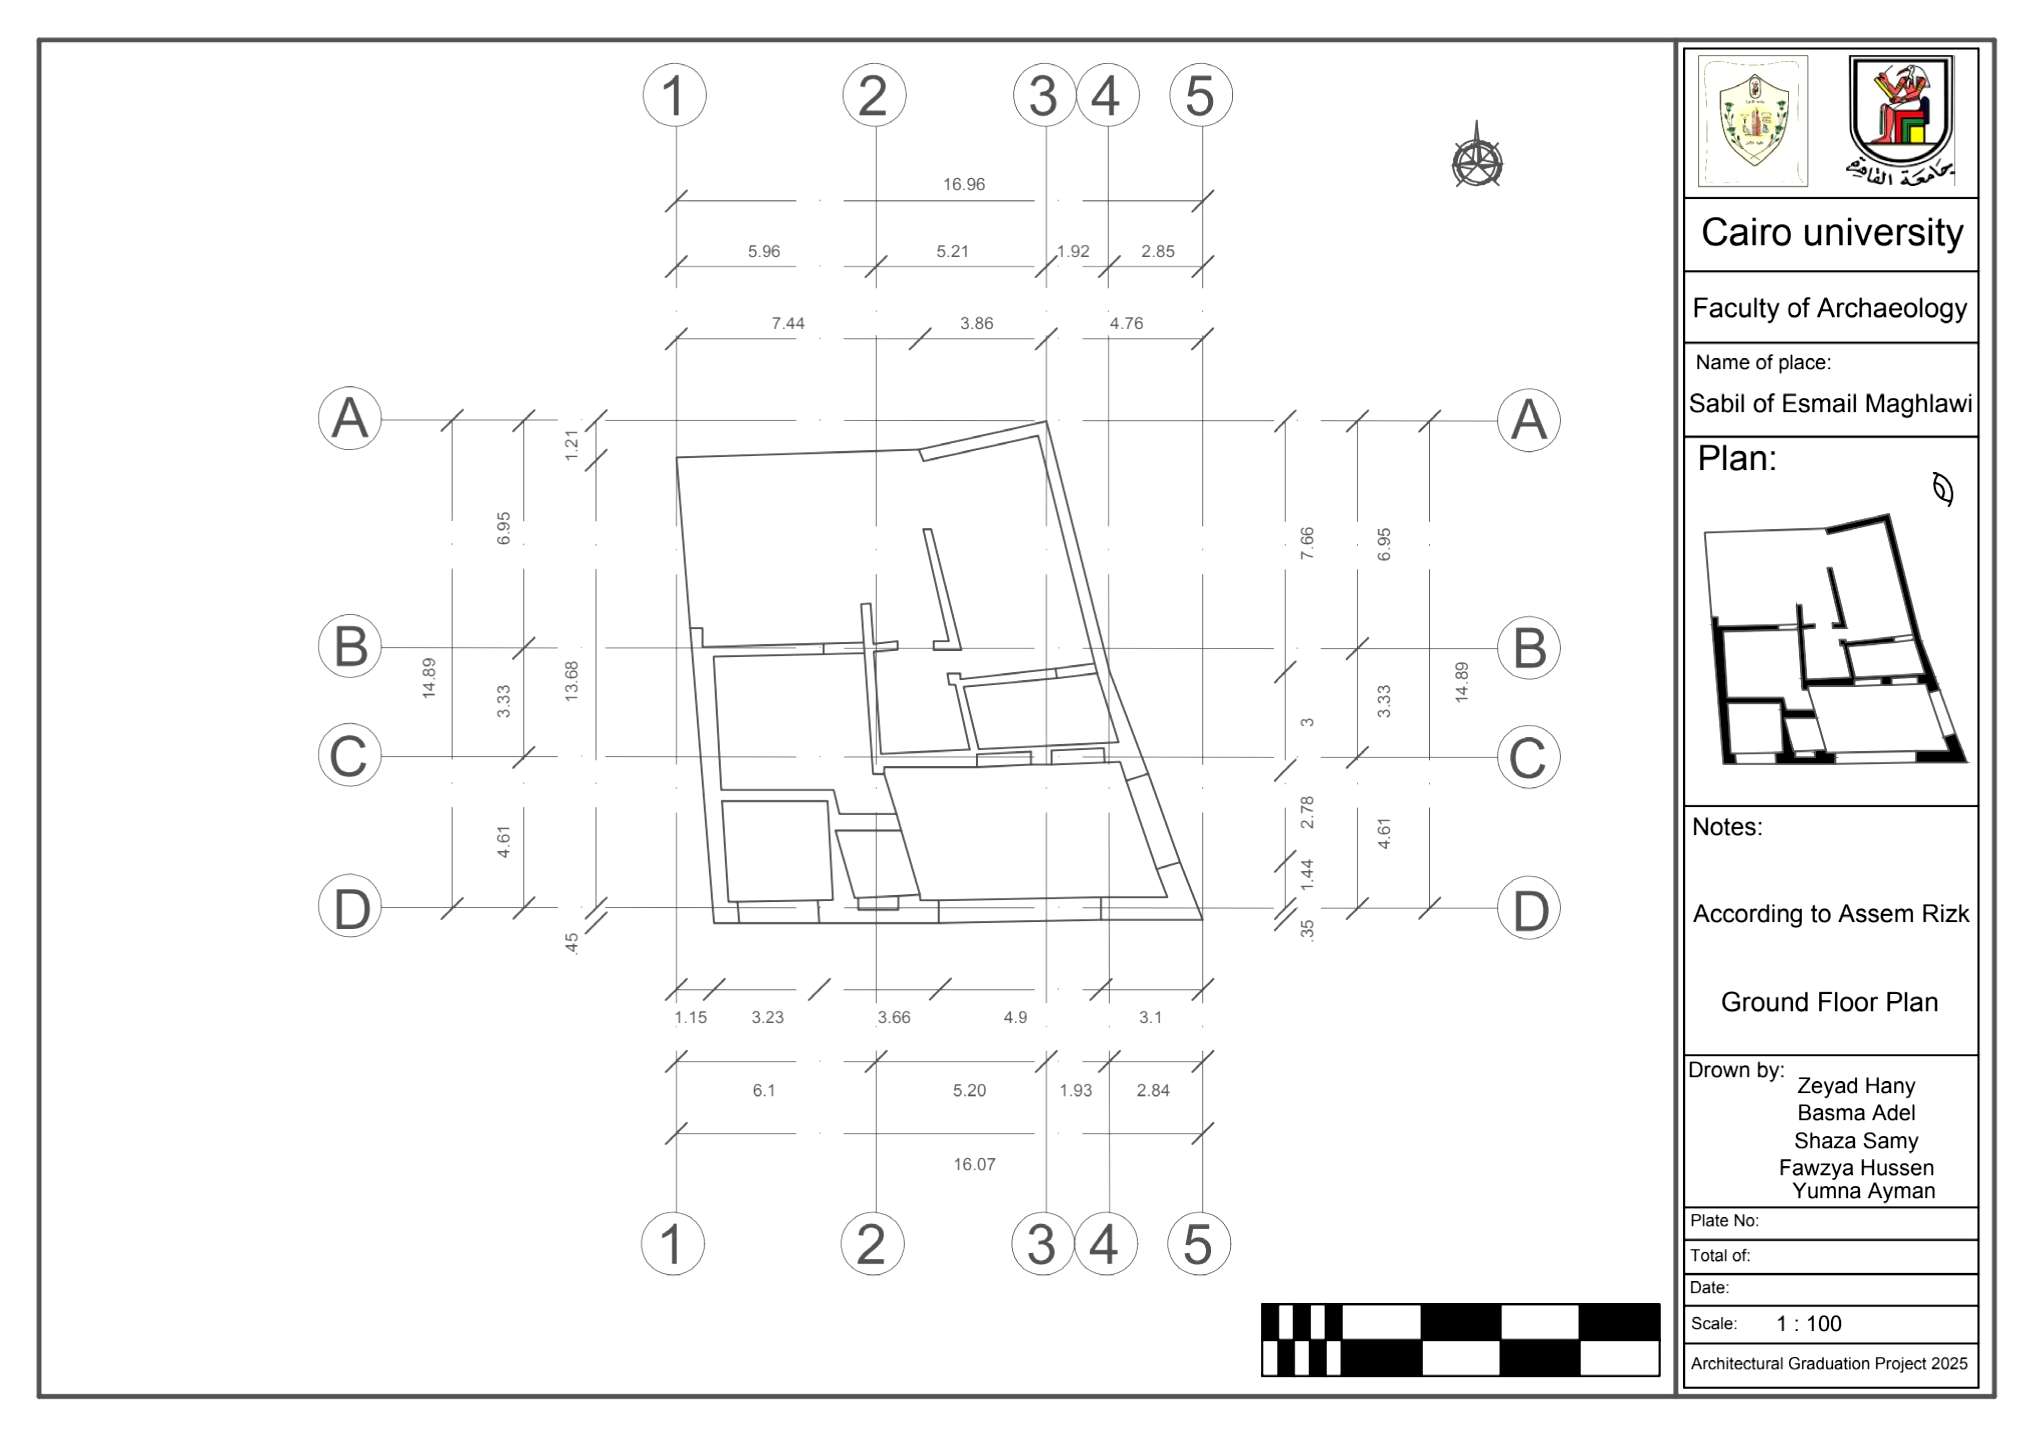 1 2 3 4 5
16.96
5.96 5.21 1.92 2.85
7.44 3.86 4.76
A A
B B
C C
D D
14.89
6.95
3.33
4.61
1.21
13.68
.45
7.66
3
2.78
1.44
.35
6.95
3.33
4.61
14.89
1.15 3.23 3.66 4.9 3.1
6.1 5.20 1.93 2.84
16.07
1 2 3 4 5
جامعة القاهرة
Cairo university
Faculty of Archaeology
Name of place:
Sabil of Esmail Maghlawi
Plan:
Notes:
According to Assem Rizk
Ground Floor Plan
Drown by:
Zeyad Hany
Basma Adel
Shaza Samy
Fawzya Hussen
Yumna Ayman
Plate No:
Total of:
Date:
Scale: 1 : 100
Architectural Graduation Project 2025